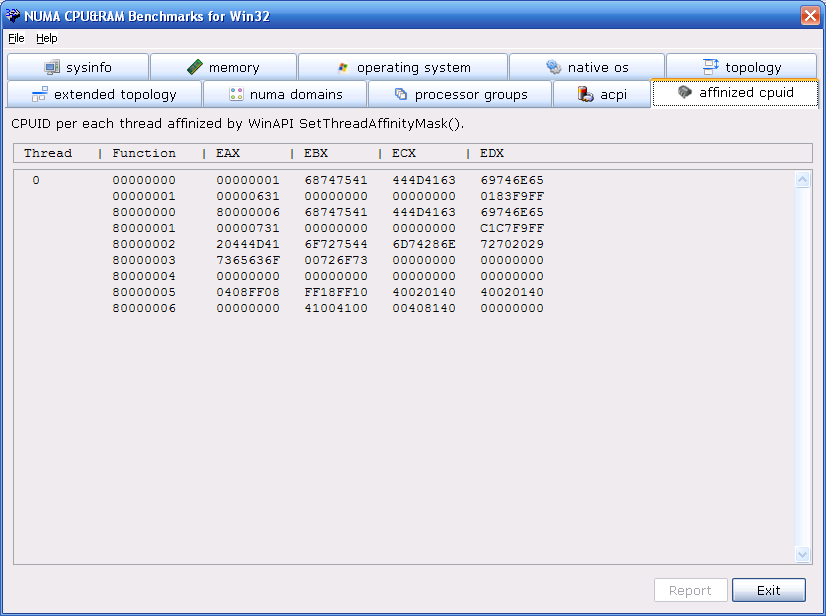 NUMA CPU&RAM Benchmarks for Win32
File Help
sysinfo memory operating system native os topology
extended topology numa domains processor groups acpi affinized cpuid
CPUID per each thread affinized by WinAPI SetThreadAffinityMask().
Thread | Function | EAX | EBX | ECX | EDX
0 00000000 00000001 68747541 444D4163 69746E65
00000001 00000631 00000000 00000000 0183F9FF
80000000 80000006 68747541 444D4163 69746E65
80000001 00000731 00000000 00000000 C1C7F9FF
80000002 20444D41 6F727544 6D74286E 72702029
80000003 7365636F 00726F73 00000000 00000000
80000004 00000000 00000000 00000000 00000000
80000005 0408FF08 FF18FF10 40020140 40020140
80000006 00000000 41004100 00408140 00000000
Report Exit